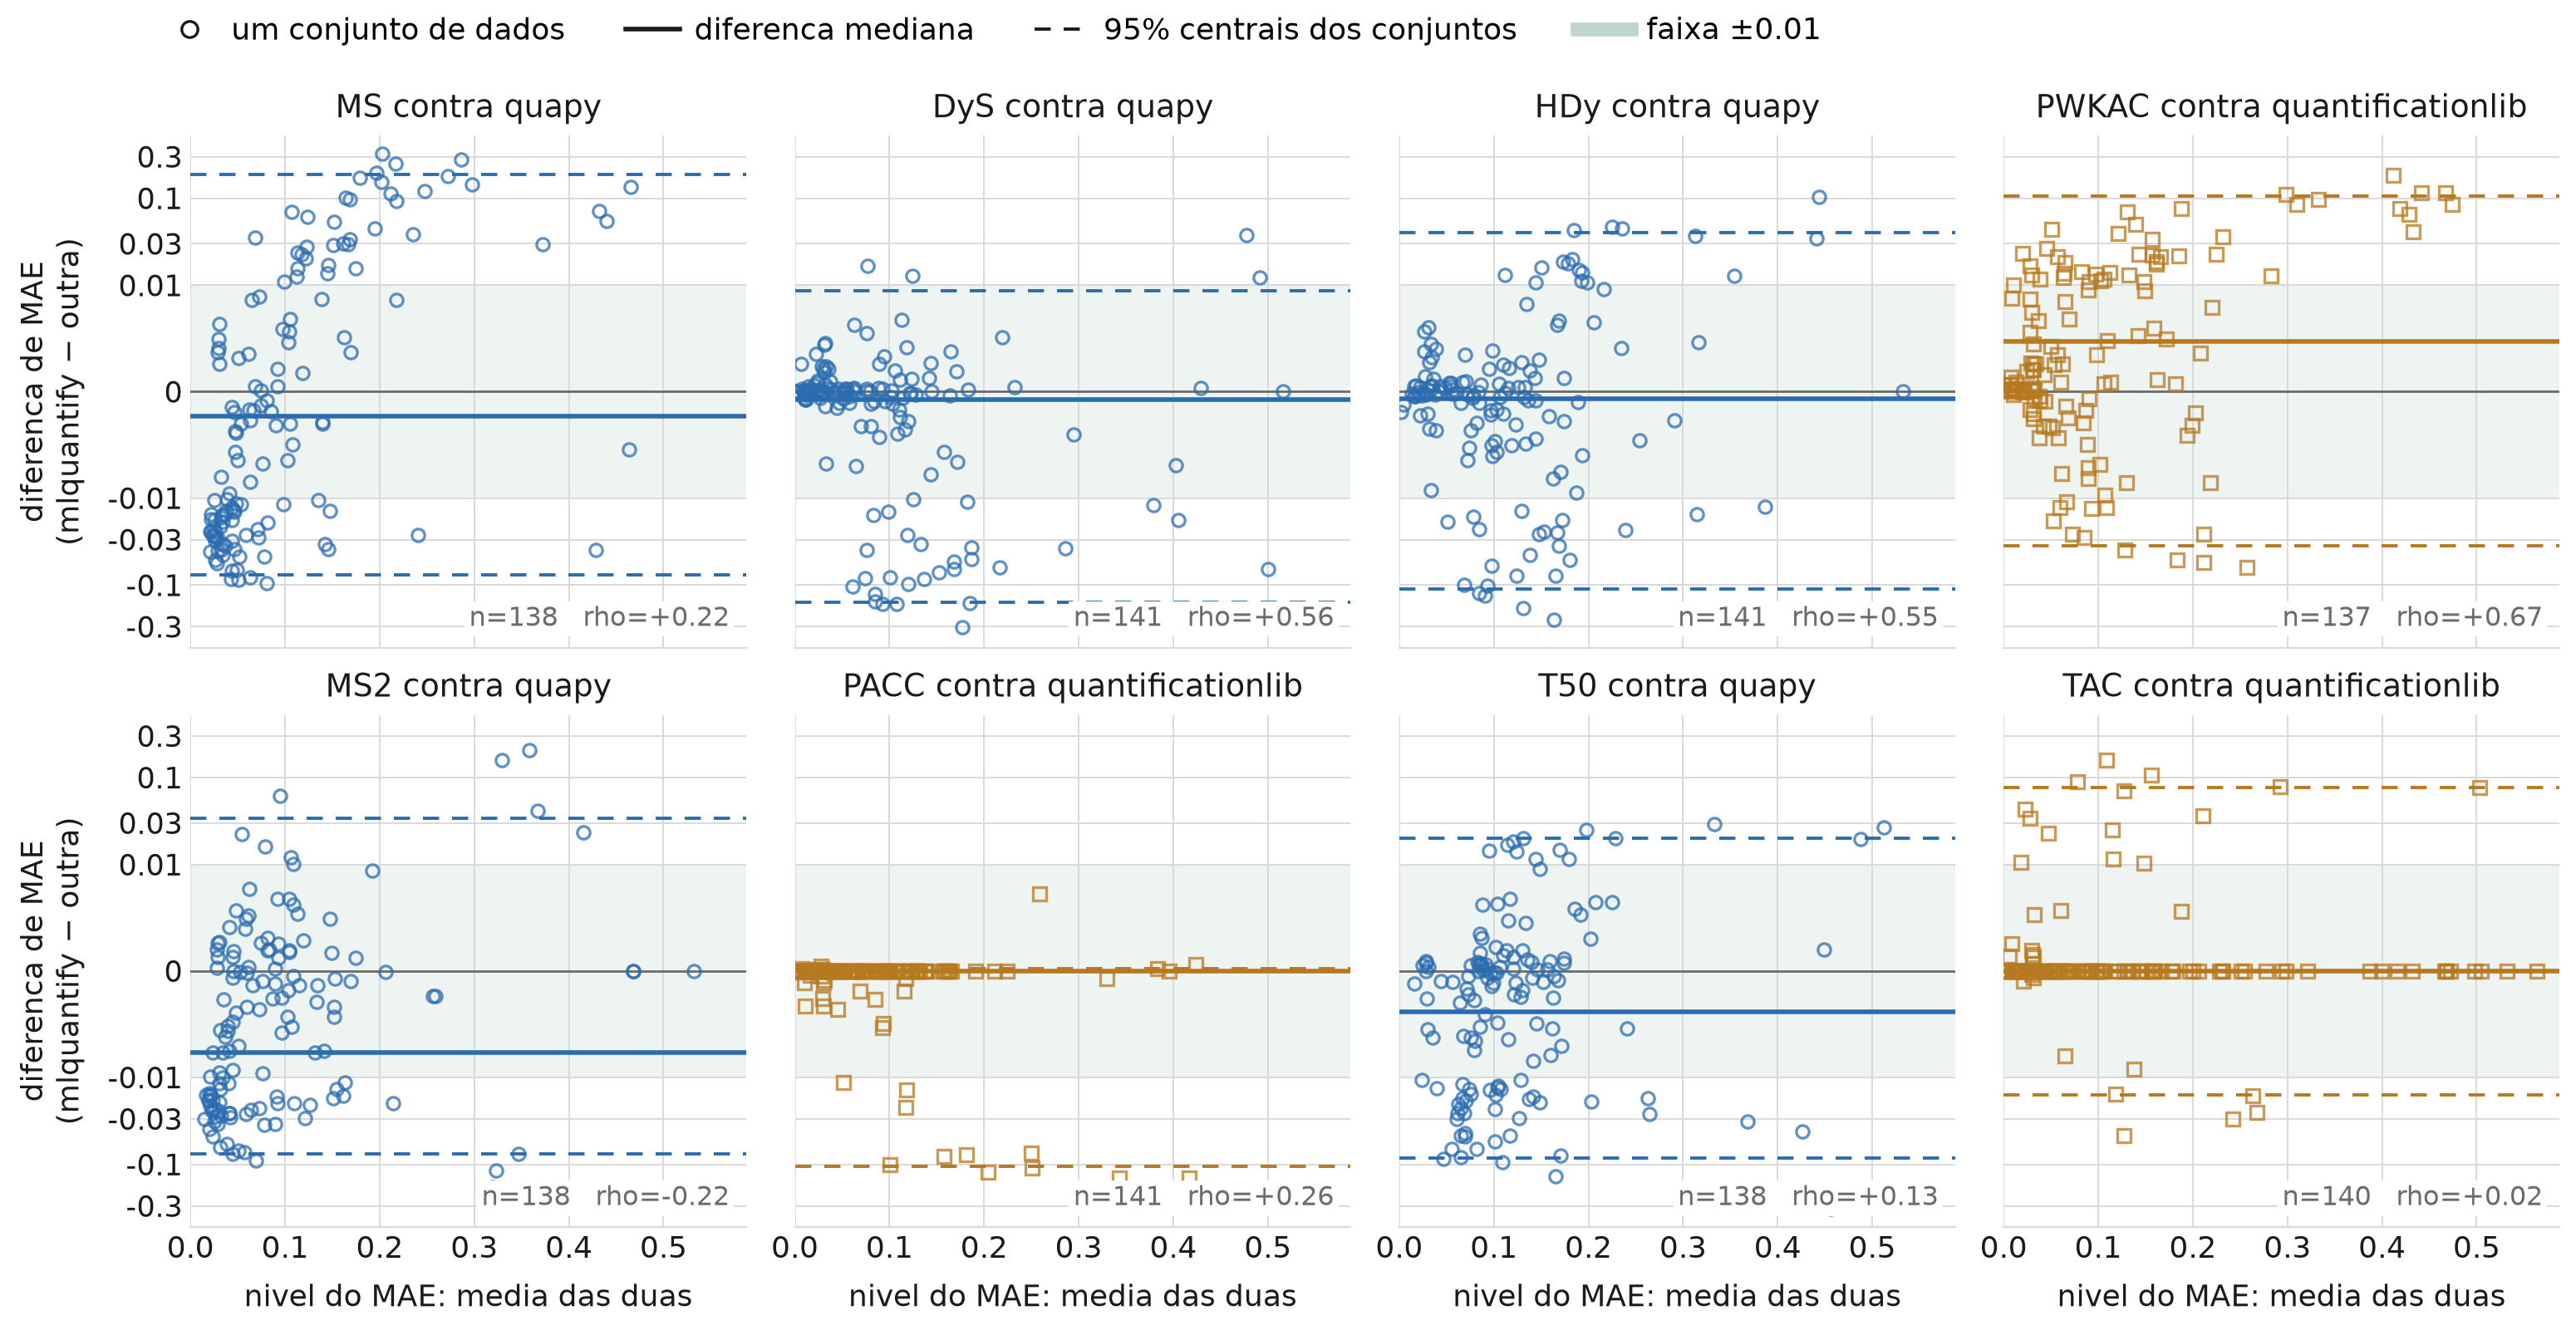 um conjunto de dados   diferenca mediana   95% centrais dos conjuntos   faixa ±0.01
MS contra quapy   DyS contra quapy   HDy contra quapy   PWKAC contra quantificationlib
diferenca de MAE
(mlquantify − outra)
0.3
0.1
0.03
0.01
0
-0.01
-0.03
-0.1
-0.3
n=138   rho=+0.22
n=141   rho=+0.56
n=141   rho=+0.55
n=137   rho=+0.67
MS2 contra quapy   PACC contra quantificationlib   T50 contra quapy   TAC contra quantificationlib
diferenca de MAE
(mlquantify − outra)
0.3
0.1
0.03
0.01
0
-0.01
-0.03
-0.1
-0.3
n=138   rho=-0.22
n=141   rho=+0.26
n=138   rho=+0.13
n=140   rho=+0.02
0.0   0.1   0.2   0.3   0.4   0.5
0.0   0.1   0.2   0.3   0.4   0.5
0.0   0.1   0.2   0.3   0.4   0.5
0.0   0.1   0.2   0.3   0.4   0.5
nivel do MAE: media das duas
nivel do MAE: media das duas
nivel do MAE: media das duas
nivel do MAE: media das duas